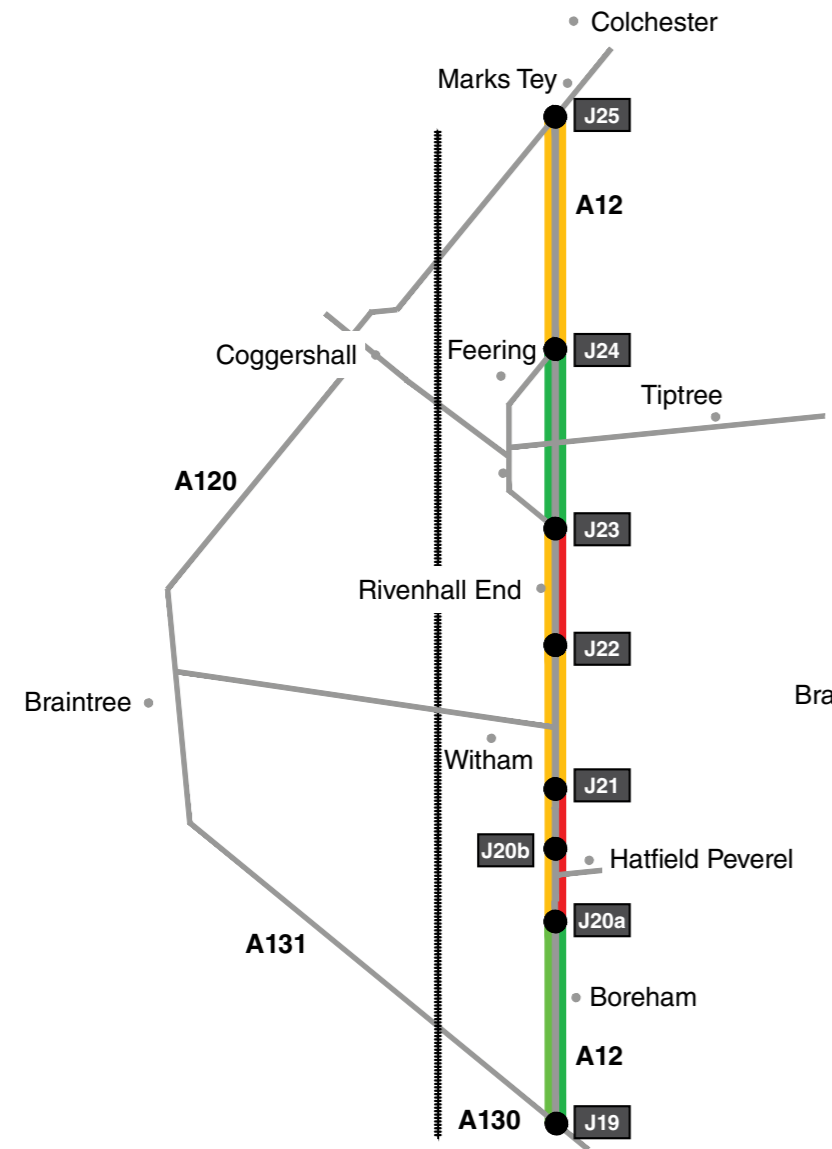 Colchester
Marks Tey
J25
A12
Coggershall
Feering
J24
Tiptree
A120
J23
Rivenhall End
J22
Braintree
Bra
Witham
J21
J20b
Hatfield Peverel
J20a
A131
Boreham
A12
A130
J19